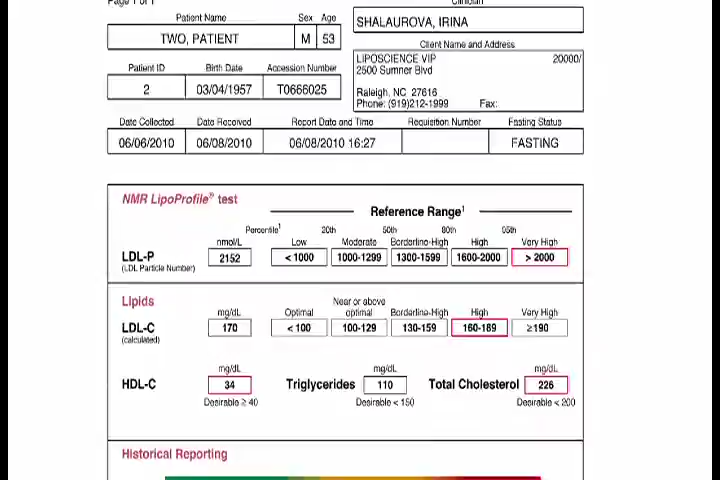 Page 1 of 1
Clinician
Patient Name Sex Age
TWO, PATIENT M 53
SHALAUROVA, IRINA
Client Name and Address
LIPOSCIENCE VIP 20000/
2500 Sumner Blvd
Raleigh, NC 27616
Phone: (919)212-1999 Fax:
Patient ID Birth Date Accession Number
2 03/04/1957 T0666025
Date Collected Date Received Report Date and Time Requisition Number Fasting Status
06/06/2010 06/08/2010 06/08/2010 16:27 FASTING
NMR LipoProfile® test
Reference Range¹
Percentile¹ 20th 50th 80th 95th
nmol/L Low Moderate Borderline-High High Very High
LDL-P 2152 < 1000 1000-1299 1300-1599 1600-2000 > 2000
(LDL Particle Number)
Lipids
Near or above
mg/dL Optimal optimal Borderline-High High Very High
LDL-C 170 < 100 100-129 130-159 160-189 ≥190
(calculated)
mg/dL mg/dL mg/dL
HDL-C 34 Triglycerides 110 Total Cholesterol 226
Desirable ≥ 40 Desirable < 150 Desirable < 200
Historical Reporting